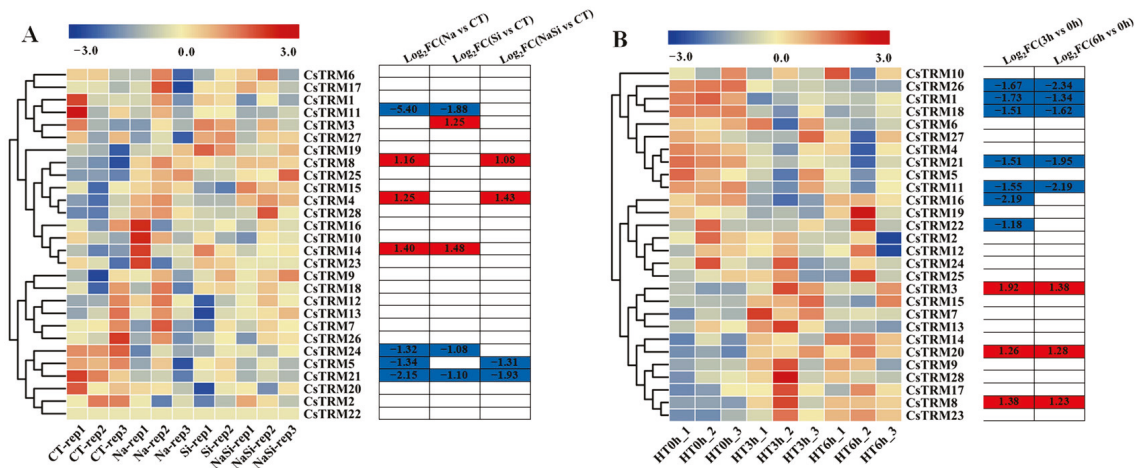 A
−3.0 0.0 3.0
Log₂FC(Na vs CT)
Log₂FC(Si vs CT)
Log₂FC(NaSi vs CT)
CsTRM6
CsTRM17
CsTRM1
CsTRM11 −5.40 −1.88
CsTRM3 1.25
CsTRM27
CsTRM19
CsTRM8 1.16 1.08
CsTRM25
CsTRM15
CsTRM4 1.25 1.43
CsTRM28
CsTRM16
CsTRM10
CsTRM14 1.40 1.48
CsTRM23
CsTRM9
CsTRM18
CsTRM12
CsTRM13
CsTRM7
CsTRM26
CsTRM24 −1.32 −1.08
CsTRM5 −1.34 −1.31
CsTRM21 −2.15 −1.10 −1.93
CsTRM20
CsTRM2
CsTRM22
CT-rep1
CT-rep2
CT-rep3
Na-rep1
Na-rep2
Na-rep3
Si-rep1
Si-rep2
NaSi-rep1
NaSi-rep2
NaSi-rep3
B
−3.0 0.0 3.0
Log₂FC(3h vs 0h)
Log₂FC(6h vs 0h)
CsTRM10
CsTRM26 −1.67 −2.34
CsTRM1 −1.73 −1.34
CsTRM18 −1.51 −1.62
CsTRM6
CsTRM27
CsTRM4
CsTRM21 −1.51 −1.95
CsTRM5
CsTRM11 −1.55 −2.19
CsTRM16 −2.19
CsTRM19
CsTRM22 −1.18
CsTRM2
CsTRM12
CsTRM24
CsTRM25
CsTRM3 1.92 1.38
CsTRM15
CsTRM7
CsTRM13
CsTRM14
CsTRM20 1.26 1.28
CsTRM9
CsTRM28
CsTRM17
CsTRM8 1.38 1.23
CsTRM23
HT0h_1
HT0h_2
HT0h_3
HT3h_1
HT3h_2
HT3h_3
HT6h_1
HT6h_2
HT6h_3